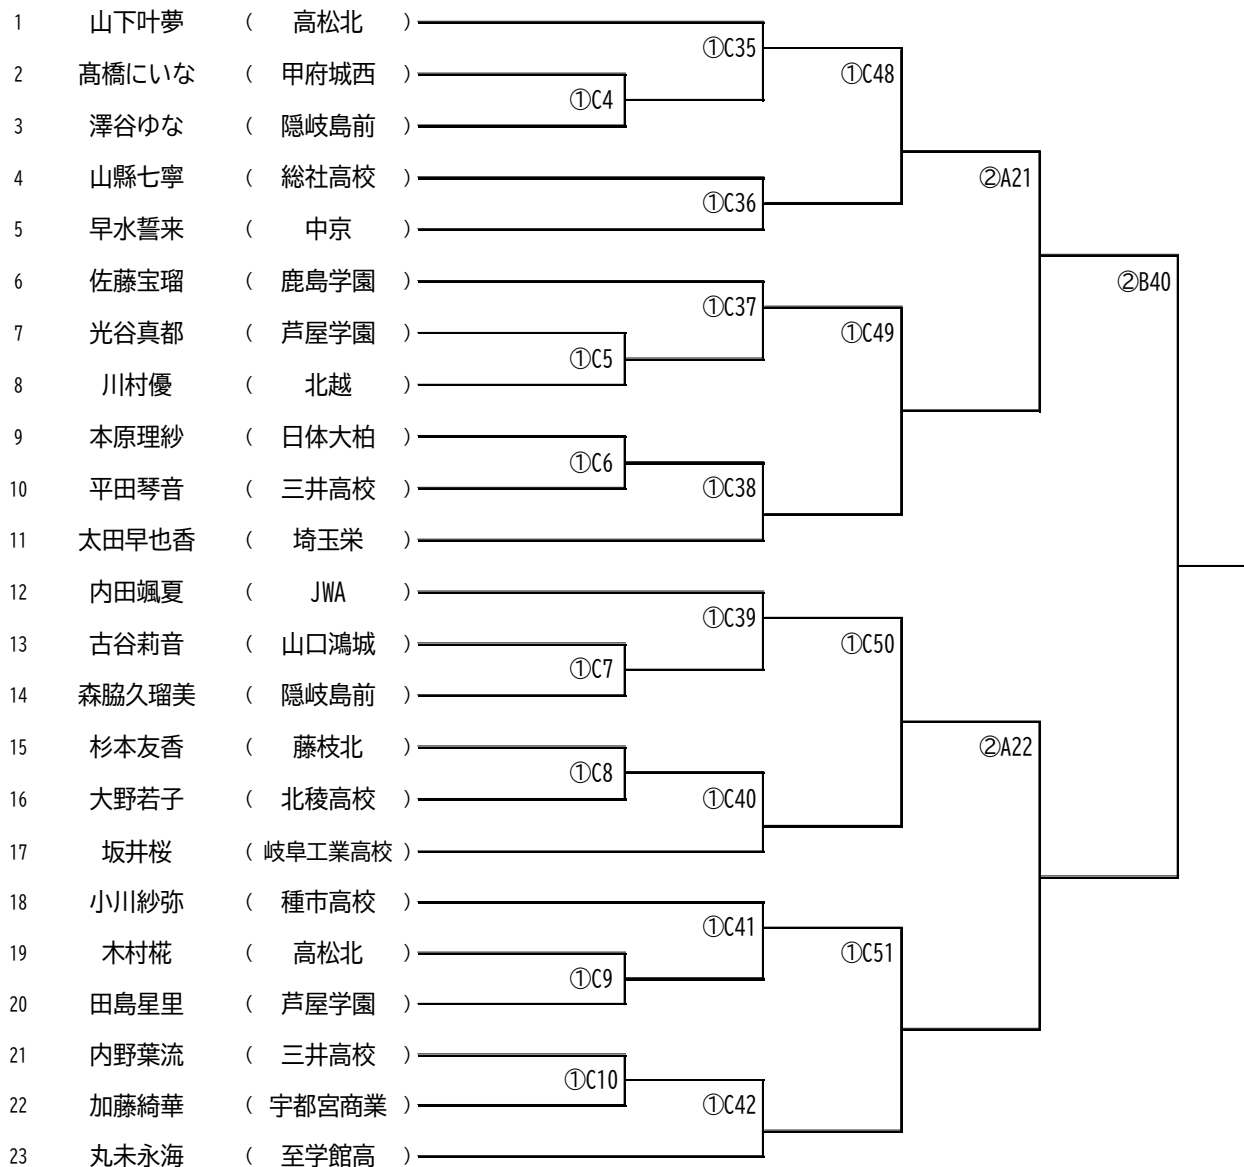 1 山下叶夢 ( 高松北 )
①C35
2 髙橋にいな ( 甲府城西 )
①C48
①C4
3 澤谷ゆな ( 隠岐島前 )
4 山縣七寧 ( 総社高校 )
②A21
①C36
5 早水誓来 ( 中京 )
6 佐藤宝瑠 ( 鹿島学園 )
②B40
①C37
7 光谷真都 ( 芦屋学園 )
①C49
①C5
8 川村優 ( 北越 )
9 本原理紗 ( 日体大柏 )
①C6
10 平田琴音 ( 三井高校 )
①C38
11 太田早也香 ( 埼玉栄 )
12 内田颯夏 ( JWA )
①C39
13 古谷莉音 ( 山口鴻城 )
①C50
①C7
14 森脇久瑠美 ( 隠岐島前 )
15 杉本友香 ( 藤枝北 )
②A22
①C8
16 大野若子 ( 北稜高校 )
①C40
17 坂井桜 ( 岐阜工業高校 )
18 小川紗弥 ( 種市高校 )
①C41
19 木村椛 ( 高松北 )
①C51
①C9
20 田島星里 ( 芦屋学園 )
21 内野葉流 ( 三井高校 )
①C10
22 加藤綺華 ( 宇都宮商業 )
①C42
23 丸未永海 ( 至学館高 )